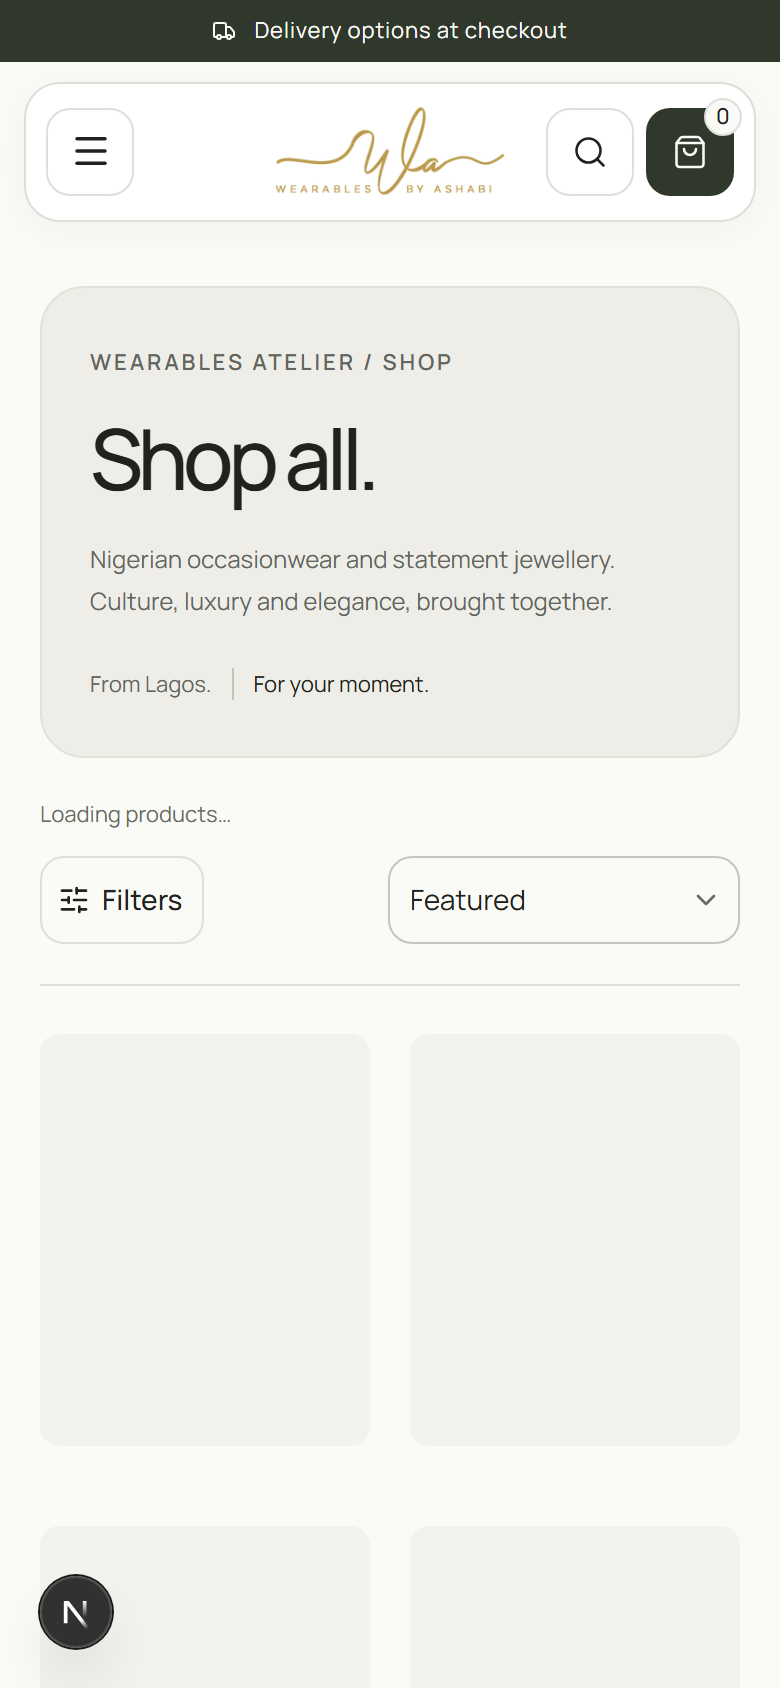 Delivery options at checkout
0
Wa
WEARABLES BY ASHABI
WEARABLES ATELIER / SHOP
Shop all.
Nigerian occasionwear and statement jewellery.
Culture, luxury and elegance, brought together.
From Lagos. For your moment.
Loading products…
Filters
Featured
N